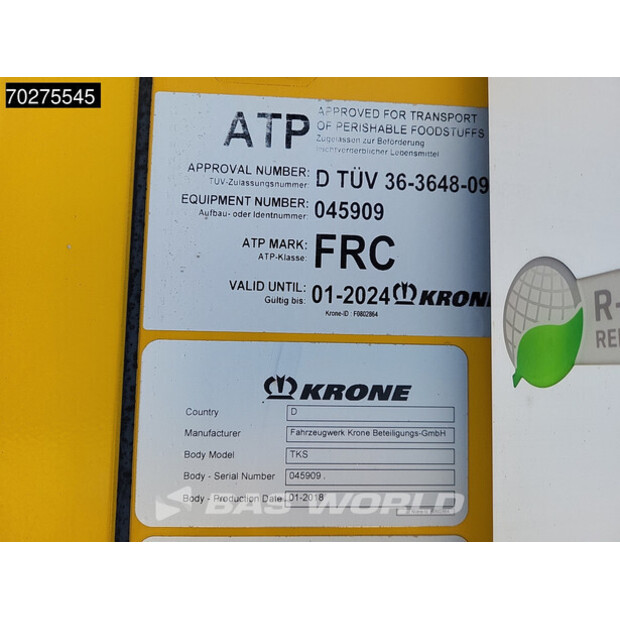 70275545
ATP
APPROVED FOR TRANSPORT
OF PERISHABLE FOODSTUFFS
Zugelassen zur Beförderung
leichtverderblicher Lebensmittel
APPROVAL NUMBER: D TÜV 36-3648-09
TÜV-Zulassungsnummer:
EQUIPMENT NUMBER: 045909
Aufbau- oder Identnummer:
ATP MARK: FRC
ATP-Klasse:
VALID UNTIL: 01-2024 KRONE
Gültig bis:
Krone-ID : F0802864
R-
REI
KRONE
Country D
Manufacturer Fahrzeugwerk Krone Beteiligungs-GmbH
Body Model TKS
Body - Serial Number 045909 .
Body - Production Date 01-2018
BAS WORLD